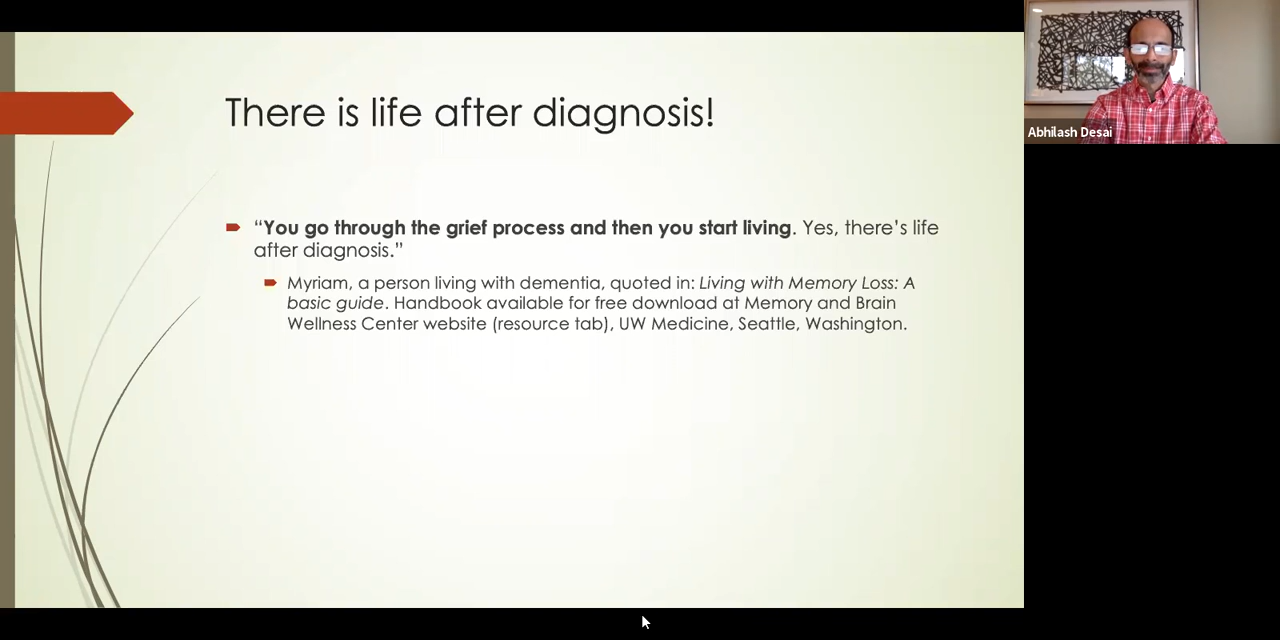 There is life after diagnosis!
“You go through the grief process and then you start living. Yes, there’s life
after diagnosis.”
Myriam, a person living with dementia, quoted in: Living with Memory Loss: A
basic guide. Handbook available for free download at Memory and Brain
Wellness Center website (resource tab), UW Medicine, Seattle, Washington.
Abhilash Desai